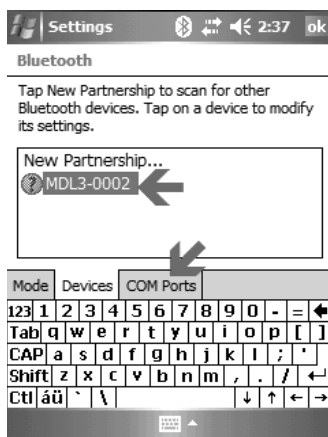 Settings 2:37 ok
Bluetooth
Tap New Partnership to scan for other
Bluetooth devices. Tap on a device to modify
its settings.
New Partnership...
MDL3-0002
Mode Devices COM Ports
123 1 2 3 4 5 6 7 8 9 0 - =
Tab q w e r t y u i o p [ ]
CAP a s d f g h j k l ; '
Shift z x c v b n m , . /
Ctl áü ` \ ↓ ↑ ← →